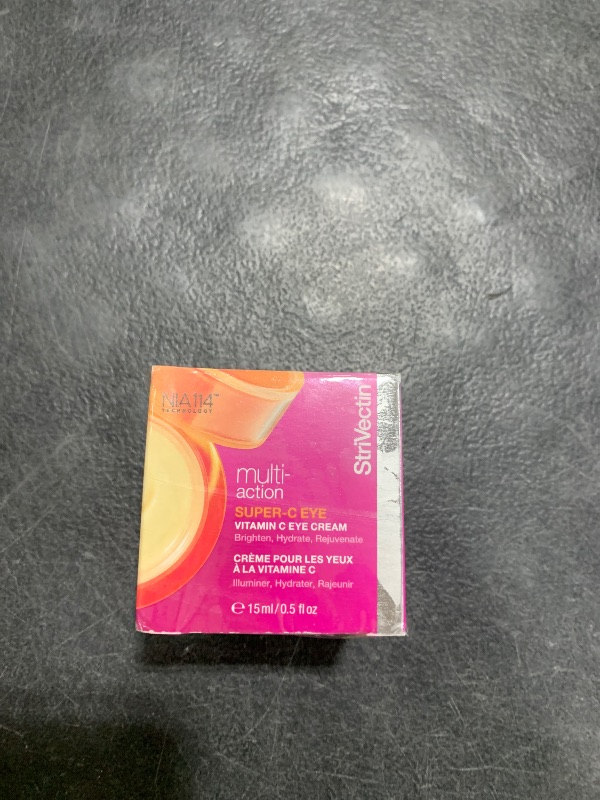 NIA114™
TECHNOLOGY
StriVectin
multi-
action
SUPER-C EYE
VITAMIN C EYE CREAM
Brighten, Hydrate, Rejuvenate
CRÈME POUR LES YEUX
À LA VITAMINE C
Illuminer, Hydrater, Rajeunir
℮ 15ml/0.5 fl oz